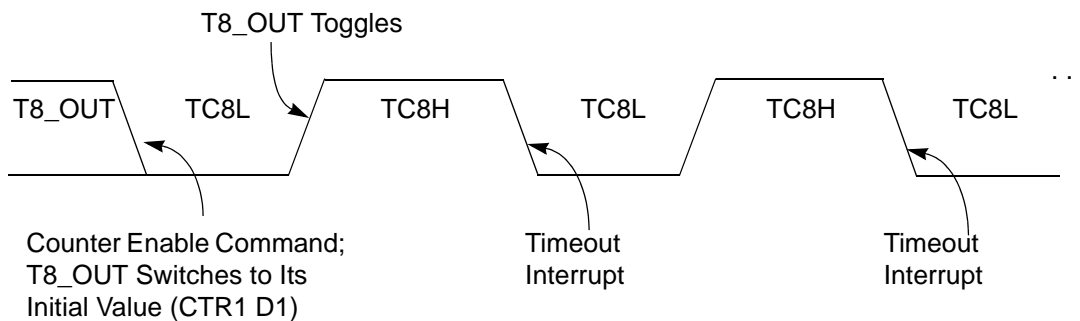 T8_OUT Toggles
. .
T8_OUT TC8L TC8H TC8L TC8H TC8L
Counter Enable Command;
T8_OUT Switches to Its
Initial Value (CTR1 D1)
Timeout
Interrupt
Timeout
Interrupt